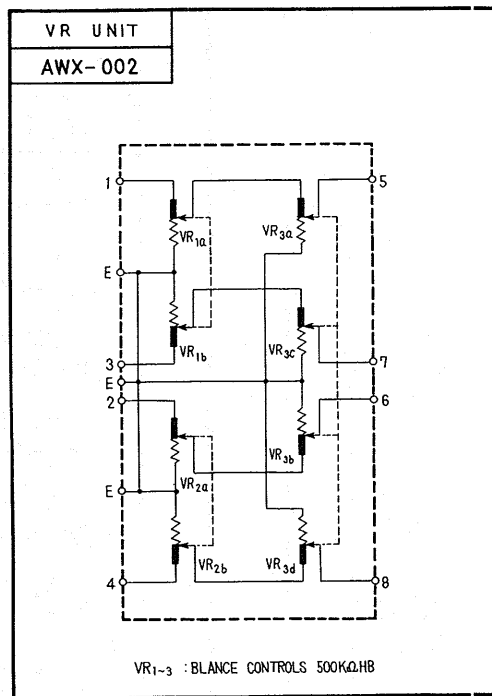 VR UNIT
AWX-002
1 5
VR1a VR3a
E
VR1b VR3c
3 7
E
2 6
VR2a VR3b
E
VR2b VR3d
4 8
VR1~3 : BLANCE CONTROLS 500KΩHB